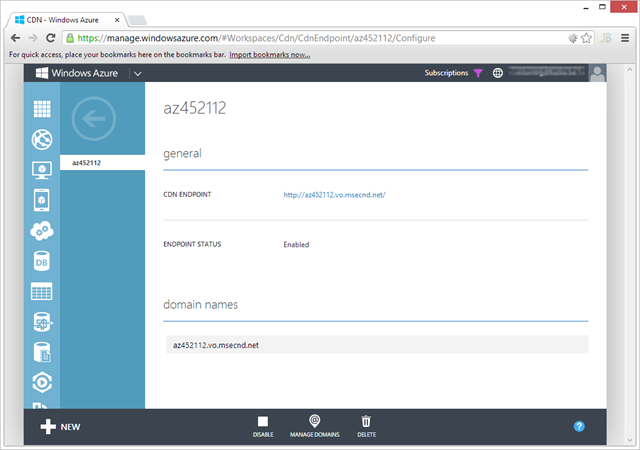 CDN - Windows Azure
https://manage.windowsazure.com/#Workspaces/Cdn/CdnEndpoint/az452112/Configure
For quick access, place your bookmarks here on the bookmarks bar. Import bookmarks now...
Windows Azure
Subscriptions
az452112
az452112
general
CDN ENDPOINT http://az452112.vo.msecnd.net/
ENDPOINT STATUS Enabled
domain names
az452112.vo.msecnd.net
DB
NEW
DISABLE MANAGE DOMAINS DELETE
?